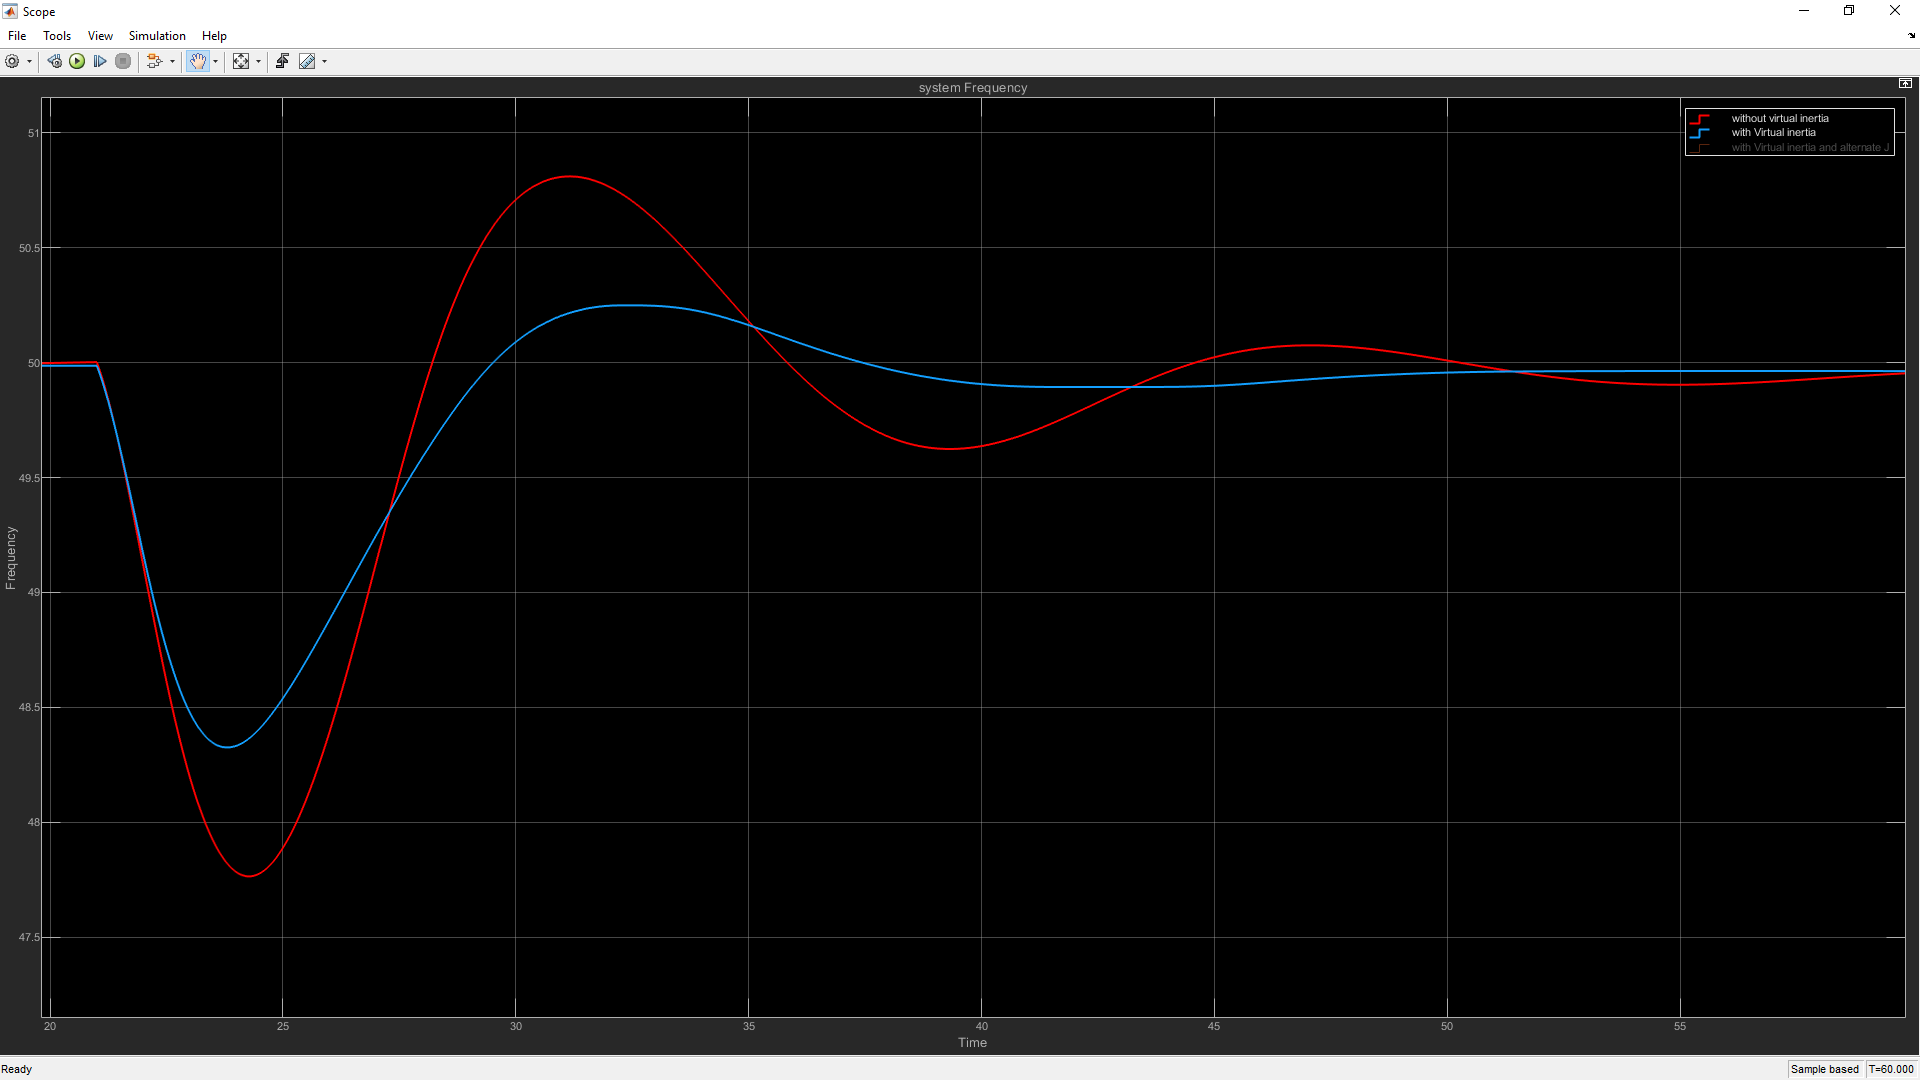 Scope
File Tools View Simulation Help
system Frequency
without virtual inertia
with Virtual inertia
with Virtual inertia and alternate J
51
50.5
50
49.5
49
48.5
48
47.5
Frequency
20 25 30 35 40 45 50 55
Time
Ready
Sample based T=60.000